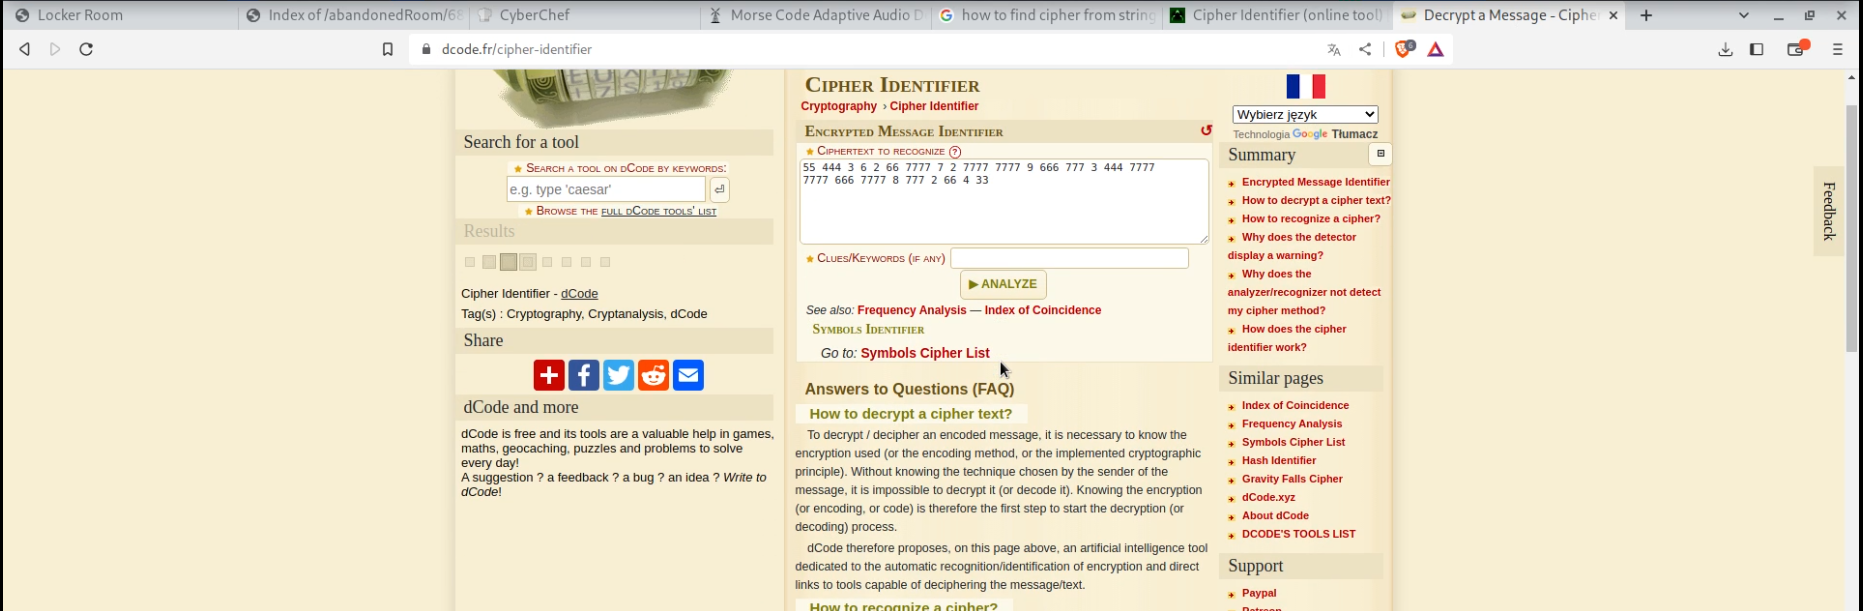 Locker Room
Index of /abandonedRoom/68
CyberChef
Morse Code Adaptive Audio D
how to find cipher from string
Cipher Identifier (online tool)
Decrypt a Message - Cipher
dcode.fr/cipher-identifier
Search for a tool
SEARCH A TOOL ON DCODE BY KEYWORDS:
e.g. type 'caesar'
BROWSE THE FULL DCODE TOOLS' LIST
Results
Cipher Identifier - dCode
Tag(s) : Cryptography, Cryptanalysis, dCode
Share
dCode and more
dCode is free and its tools are a valuable help in games,
maths, geocaching, puzzles and problems to solve
every day!
A suggestion ? a feedback ? a bug ? an idea ? Write to
dCode!
CIPHER IDENTIFIER
Cryptography › Cipher Identifier
ENCRYPTED MESSAGE IDENTIFIER
CIPHERTEXT TO RECOGNIZE ?
55 444 3 6 2 66 7777 7 2 7777 7777 9 666 777 3 444 7777
7777 666 7777 8 777 2 66 4 33
CLUES/KEYWORDS (IF ANY)
▶ ANALYZE
See also: Frequency Analysis — Index of Coincidence
SYMBOLS IDENTIFIER
Go to: Symbols Cipher List
Answers to Questions (FAQ)
How to decrypt a cipher text?
To decrypt / decipher an encoded message, it is necessary to know the
encryption used (or the encoding method, or the implemented cryptographic
principle). Without knowing the technique chosen by the sender of the
message, it is impossible to decrypt it (or decode it). Knowing the encryption
(or encoding, or code) is therefore the first step to start the decryption (or
decoding) process.
dCode therefore proposes, on this page above, an artificial intelligence tool
dedicated to the automatic recognition/identification of encryption and direct
links to tools capable of deciphering the message/text.
How to recognize a cipher?
Wybierz język
Technologia Google Tłumacz
Summary
Encrypted Message Identifier
How to decrypt a cipher text?
How to recognize a cipher?
Why does the detector
display a warning?
Why does the
analyzer/recognizer not detect
my cipher method?
How does the cipher
identifier work?
Similar pages
Index of Coincidence
Frequency Analysis
Symbols Cipher List
Hash Identifier
Gravity Falls Cipher
dCode.xyz
About dCode
DCODE'S TOOLS LIST
Support
Paypal
Feedback